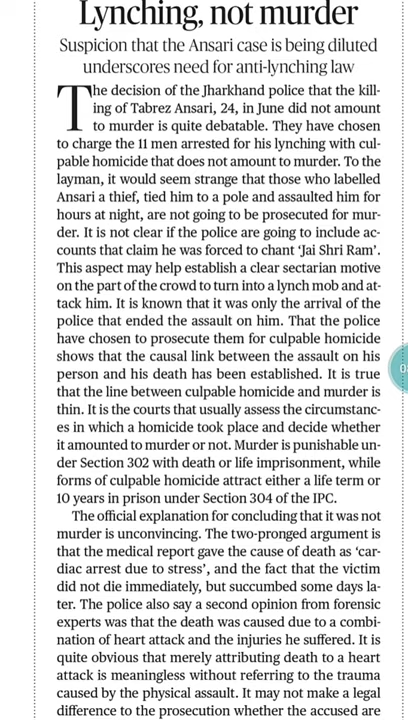 Lynching, not murder
Suspicion that the Ansari case is being diluted
underscores need for anti-lynching law
The decision of the Jharkhand police that the kill-
ing of Tabrez Ansari, 24, in June did not amount
to murder is quite debatable. They have chosen
to charge the 11 men arrested for his lynching with cul-
pable homicide that does not amount to murder. To the
layman, it would seem strange that those who labelled
Ansari a thief, tied him to a pole and assaulted him for
hours at night, are not going to be prosecuted for mur-
der. It is not clear if the police are going to include ac-
counts that claim he was forced to chant ‘Jai Shri Ram’.
This aspect may help establish a clear sectarian motive
on the part of the crowd to turn into a lynch mob and at-
tack him. It is known that it was only the arrival of the
police that ended the assault on him. That the police
have chosen to prosecute them for culpable homicide
shows that the causal link between the assault on his
person and his death has been established. It is true
that the line between culpable homicide and murder is
thin. It is the courts that usually assess the circumstanc-
es in which a homicide took place and decide whether
it amounted to murder or not. Murder is punishable un-
der Section 302 with death or life imprisonment, while
forms of culpable homicide attract either a life term or
10 years in prison under Section 304 of the IPC.
The official explanation for concluding that it was not
murder is unconvincing. The two-pronged argument is
that the medical report gave the cause of death as ‘car-
diac arrest due to stress’, and the fact that the victim
did not die immediately, but succumbed some days la-
ter. The police also say a second opinion from forensic
experts was that the death was caused due to a combi-
nation of heart attack and the injuries he suffered. It is
quite obvious that merely attributing death to a heart
attack is meaningless without referring to the trauma
caused by the physical assault. It may not make a legal
difference to the prosecution whether the accused are